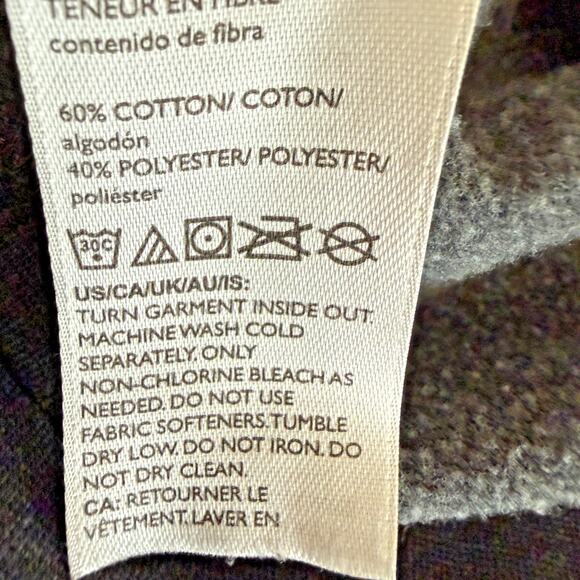 TENEUR EN FIBRE
contenido de fibra
60% COTTON/ COTON/
algodón
40% POLYESTER/ POLYESTER/
poliéster
30C
US/CA/UK/AU/IS:
TURN GARMENT INSIDE OUT.
MACHINE WASH COLD
SEPARATELY. ONLY
NON-CHLORINE BLEACH AS
NEEDED. DO NOT USE
FABRIC SOFTENERS. TUMBLE
DRY LOW. DO NOT IRON. DO
NOT DRY CLEAN.
CA: RETOURNER LE
VÊTEMENT. LAVER EN